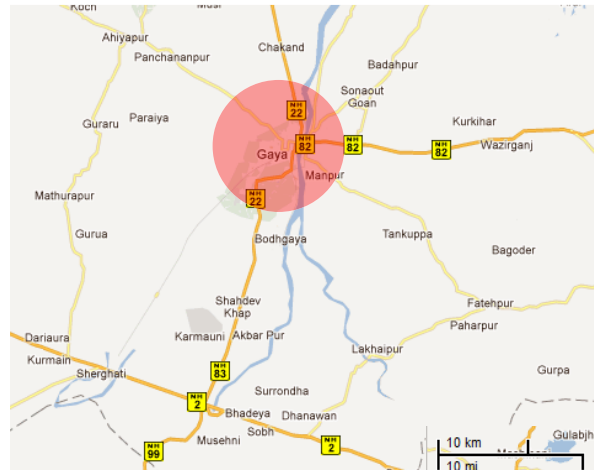 Koch
Ahiyapur
Chakand
Panchananpur
Badahpur
Sonaout
Goan
Paraiya
Guraru
NH
22
Kurkihar
NH
82
NH
82
NH
82
Wazirganj
Gaya
Manpur
Mathurapur
NH
22
Gurua
Bodhgaya
Tankuppa
Bagoder
Shahdev
Khap
Fatehpur
Karmauni
Akbar Pur
Paharpur
Dariaura
Lakhaipur
Kurmain
Sherghati
NH
83
Gurpa
Surrondha
NH
2
Bhadeya
Dhanawan
Musehni
Sobh
NH
2
NH
99
Gulabjh
10 km
10 mi